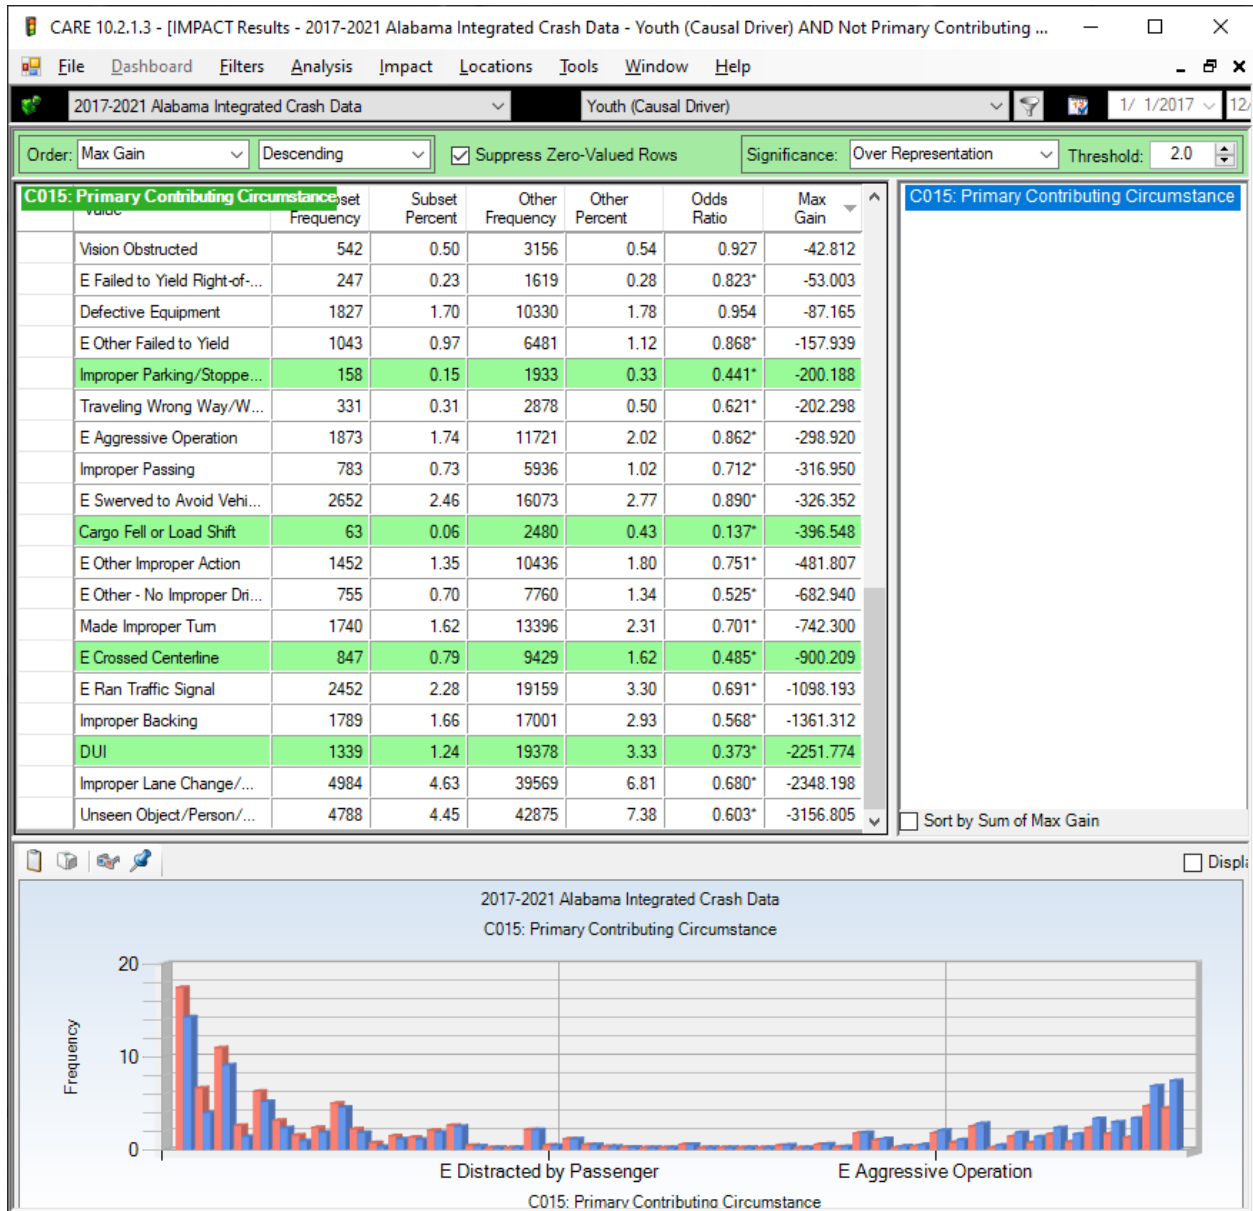 CARE 10.2.1.3 - [IMPACT Results - 2017-2021 Alabama Integrated Crash Data - Youth (Causal Driver) AND Not Primary Contributing ...
File Dashboard Filters Analysis Impact Locations Tools Window Help
2017-2021 Alabama Integrated Crash Data Youth (Causal Driver) 1/ 1/2017 12/
Order: Max Gain Descending Suppress Zero-Valued Rows Significance: Over Representation Threshold: 2.0
C015: Primary Contributing Circumstance
Frequency Subset Percent Other Frequency Other Percent Odds Ratio Max Gain
Vision Obstructed 542 0.50 3156 0.54 0.927 -42.812
E Failed to Yield Right-of-... 247 0.23 1619 0.28 0.823* -53.003
Defective Equipment 1827 1.70 10330 1.78 0.954 -87.165
E Other Failed to Yield 1043 0.97 6481 1.12 0.868* -157.939
Improper Parking/Stoppe... 158 0.15 1933 0.33 0.441* -200.188
Traveling Wrong Way/W... 331 0.31 2878 0.50 0.621* -202.298
E Aggressive Operation 1873 1.74 11721 2.02 0.862* -298.920
Improper Passing 783 0.73 5936 1.02 0.712* -316.950
E Swerved to Avoid Vehi... 2652 2.46 16073 2.77 0.890* -326.352
Cargo Fell or Load Shift 63 0.06 2480 0.43 0.137* -396.548
E Other Improper Action 1452 1.35 10436 1.80 0.751* -481.807
E Other - No Improper Dri... 755 0.70 7760 1.34 0.525* -682.940
Made Improper Turn 1740 1.62 13396 2.31 0.701* -742.300
E Crossed Centerline 847 0.79 9429 1.62 0.485* -900.209
E Ran Traffic Signal 2452 2.28 19159 3.30 0.691* -1098.193
Improper Backing 1789 1.66 17001 2.93 0.568* -1361.312
DUI 1339 1.24 19378 3.33 0.373* -2251.774
Improper Lane Change/... 4984 4.63 39569 6.81 0.680* -2348.198
Unseen Object/Person/... 4788 4.45 42875 7.38 0.603* -3156.805
C015: Primary Contributing Circumstance
Sort by Sum of Max Gain
Displa
2017-2021 Alabama Integrated Crash Data
C015: Primary Contributing Circumstance
20
10
0
Frequency
E Distracted by Passenger E Aggressive Operation
C015: Primary Contributing Circumstance